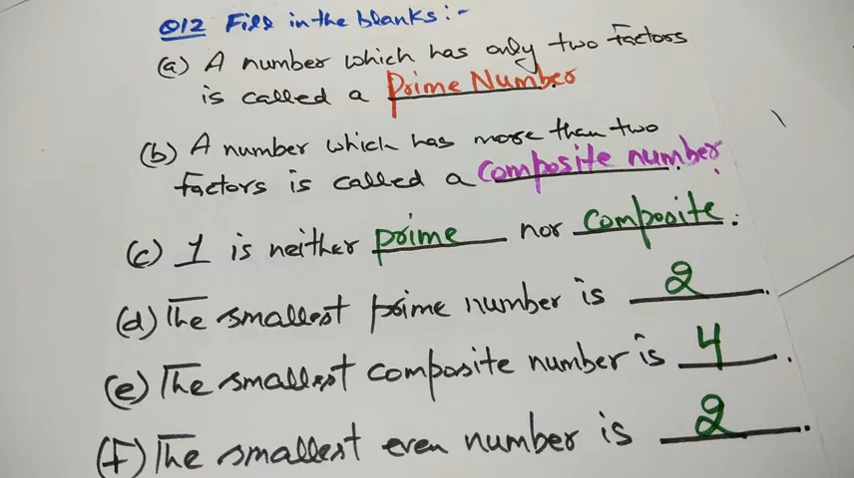 Q12 Fill in the blanks:-
(a) A number which has only two factors
is called a Prime Number.
(b) A number which has more than two
factors is called a Composite number.
(c) 1 is neither prime nor composite.
(d) The smallest prime number is 2.
(e) The smallest composite number is 4.
(f) The smallest even number is 2.